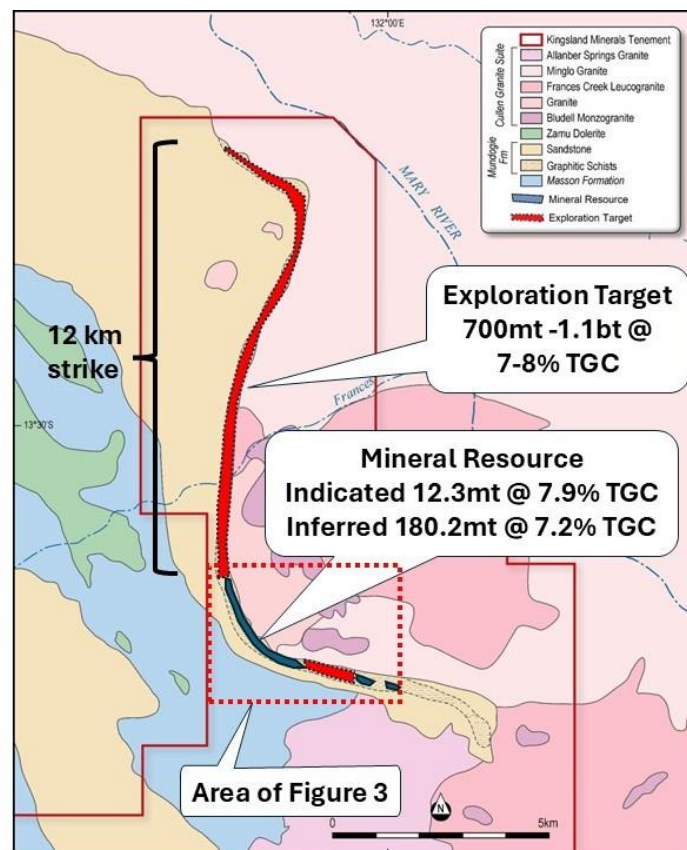 132°00'E
Kingsland Minerals Tenement
Cullen Granite Suite
Allanber Springs Granite
Minglo Granite
Frances Creek Leucogranite
Granite
Bludell Monzogranite
Zamu Dolerite
Mundogie Fm
Sandstone
Graphitic Schists
Masson Formation
Mineral Resource
Exploration Target
MARY RIVER
Exploration Target
700mt -1.1bt @
7-8% TGC
12 km
strike
Frances
13°30'S
Mineral Resource
Indicated 12.3mt @ 7.9% TGC
Inferred 180.2mt @ 7.2% TGC
Area of Figure 3
N
5km